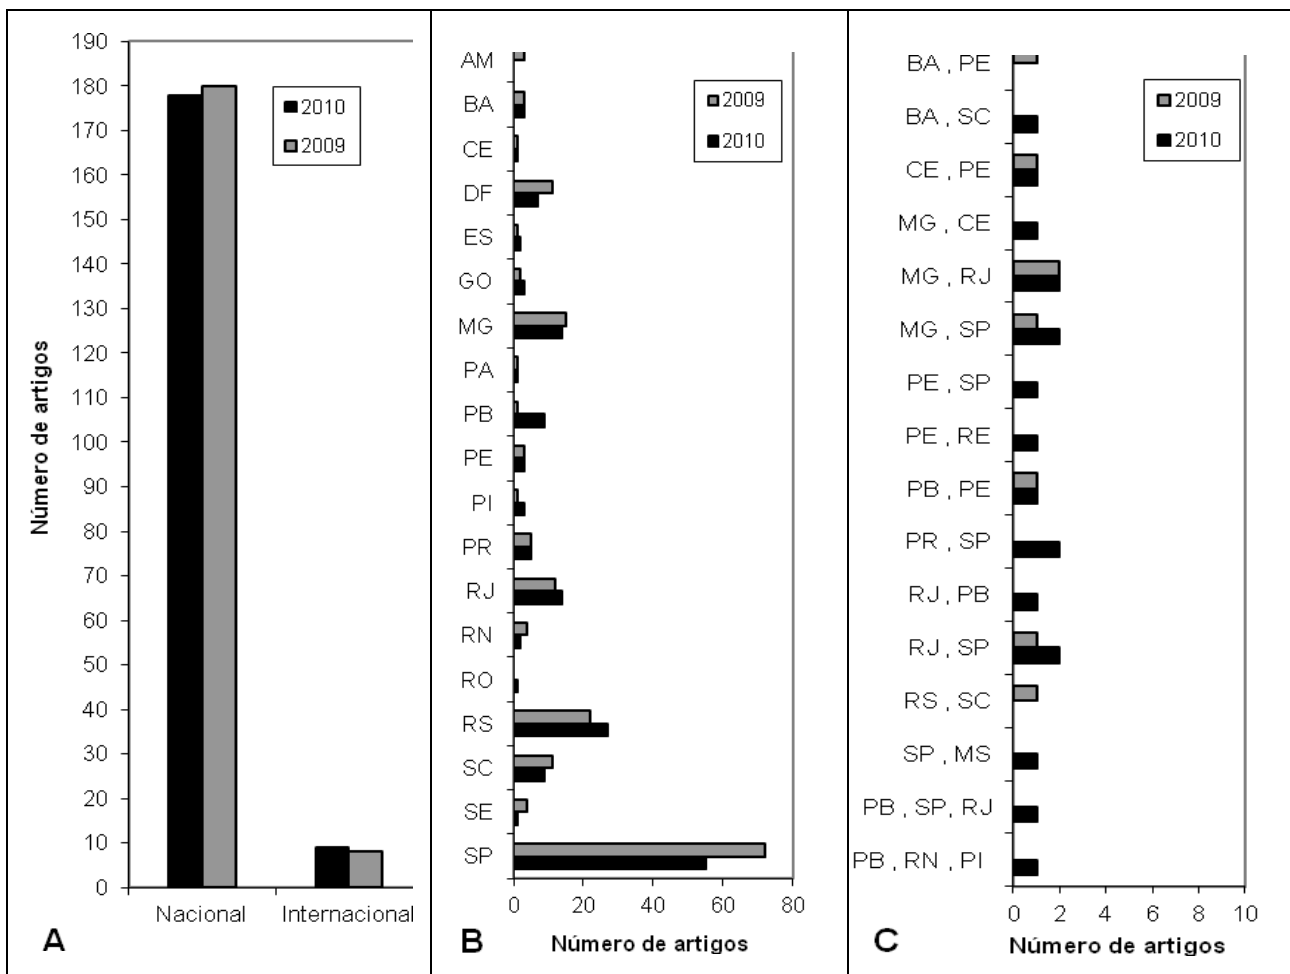 190
180
170
160
150
140
130
120
110
100
90
80
70
60
50
40
30
20
10
0
Número de artigos
2010
2009
Nacional
Internacional
A
AM
BA
CE
DF
ES
GO
MG
PA
PB
PE
PI
PR
RJ
RN
RO
RS
SC
SE
SP
2009
2010
0 20 40 60 80
Número de artigos
B
BA , PE
BA , SC
CE , PE
MG , CE
MG , RJ
MG , SP
PE , SP
PE , RE
PB , PE
PR , SP
RJ , PB
RJ , SP
RS , SC
SP , MS
PB , SP, RJ
PB , RN , PI
2009
2010
0 2 4 6 8 10
Número de artigos
C